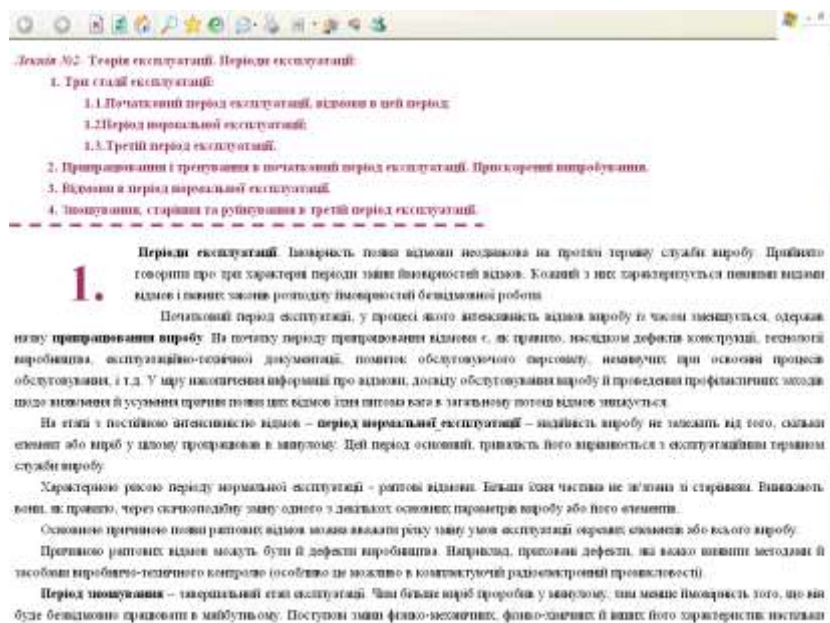 Лекція №2. Теорія експлуатації. Періоди експлуатації:
1. Три стадії експлуатації:
1.1.Початковий період експлуатації, відмови в цей період;
1.2Період нормальної експлуатації;
1.3.Третій період експлуатації.
2. Припрацювання і тренування в початковий період експлуатації. Прискоренні випробування.
3. Відмови в період нормальної експлуатації.
4. Зношування, старіння та руйнування в третій період експлуатації.
1.
Періоди експлуатації. Імовірність появи відмови неоднакова на протязі терміну служби виробу. Прийнято
говорити про три характерні періоди зміни ймовірностей відмов. Кожний з них характеризується певними видами
відмов і певних законів розподілу ймовірностей безвідмовної роботи.
Початковий період експлуатації, у процесі якого інтенсивність відмов виробу із часом зменшується, одержав
назву припрацювання виробу. На початку періоду припрацювання відмови є, як правило, наслідком дефектів конструкції, технології
виробництва, експлуатаційно-технічної документації, помилок обслуговуючого персоналу, неминучих при освоєнні процесів
обслуговування, і т.д. У міру накопичення інформації про відмови, досвіду обслуговування виробу й проведення профілактичних заходів
щодо виявлення й усунення причин появи цих відмов їхня питома вага в загальному потоці відмов знижується.
На етапі з постійною інтенсивністю відмов – період нормальної експлуатації – надійність виробу не залежить від того, скільки
елемент або виріб у цілому пропрацював в минулому. Цей період основний, тривалість його вирівнюється з експлуатаційним терміном
служби виробу.
Характерною рисою періоду нормальної експлуатації - раптові відмови. Більша їхня частина не зв'язана зі старінням. Виникають
вони, як правило, через скачкоподібну зміну одного з декількох основних параметрів виробу або його елементів.
Основною причиною появи раптових відмов можна вважати різку зміну умов експлуатації окремих елементів або всього виробу.
Причиною раптових відмов можуть бути й дефекти виробництва. Наприклад, приховані дефекти, які важко виявити методами й
засобами виробничо-технічного контролю (особливо це можливо в комплектуючій радіоелектронній промисловості).
Період зношування – завершальний етап експлуатації. Чим більше виріб проробив у минулому, тим менше ймовірність того, що він
буде безвідмовно працювати в майбутньому. Поступові зміни фізико-механічних, фізико-хімічних й інших його характеристик настільки